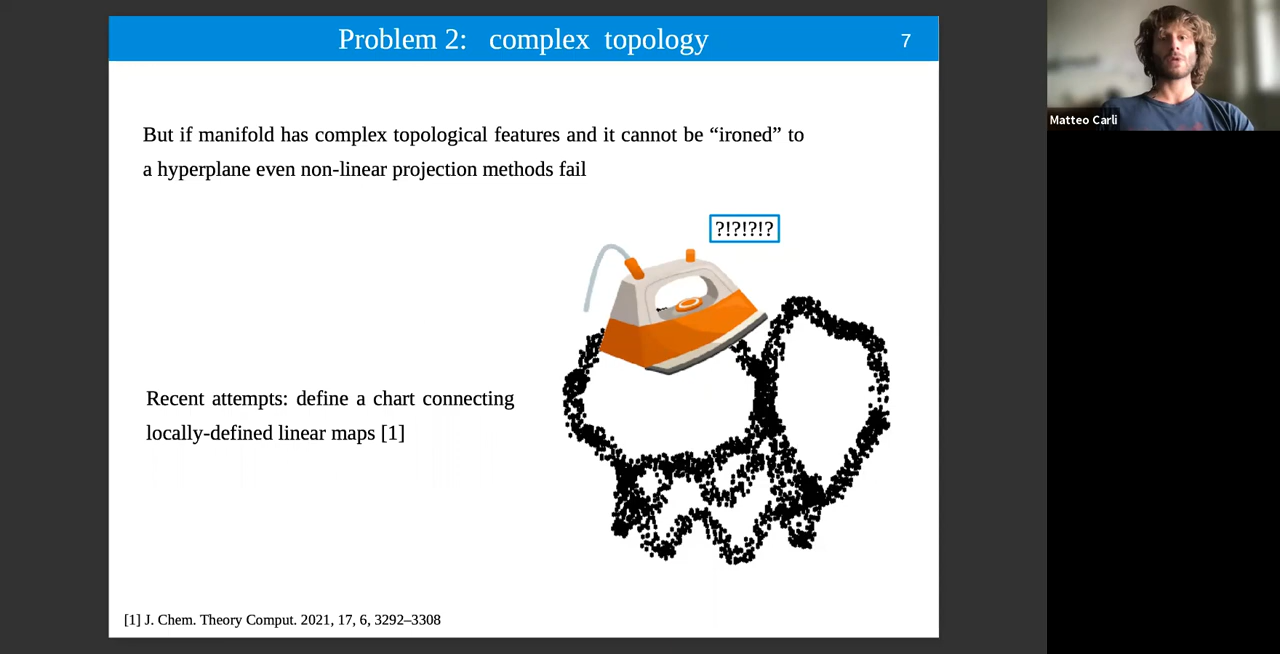 Problem 2: complex topology
7
Matteo Carli
But if manifold has complex topological features and it cannot be “ironed” to
a hyperplane even non-linear projection methods fail
?!?!?!?
Recent attempts: define a chart connecting
locally-defined linear maps [1]
[1] J. Chem. Theory Comput. 2021, 17, 6, 3292–3308